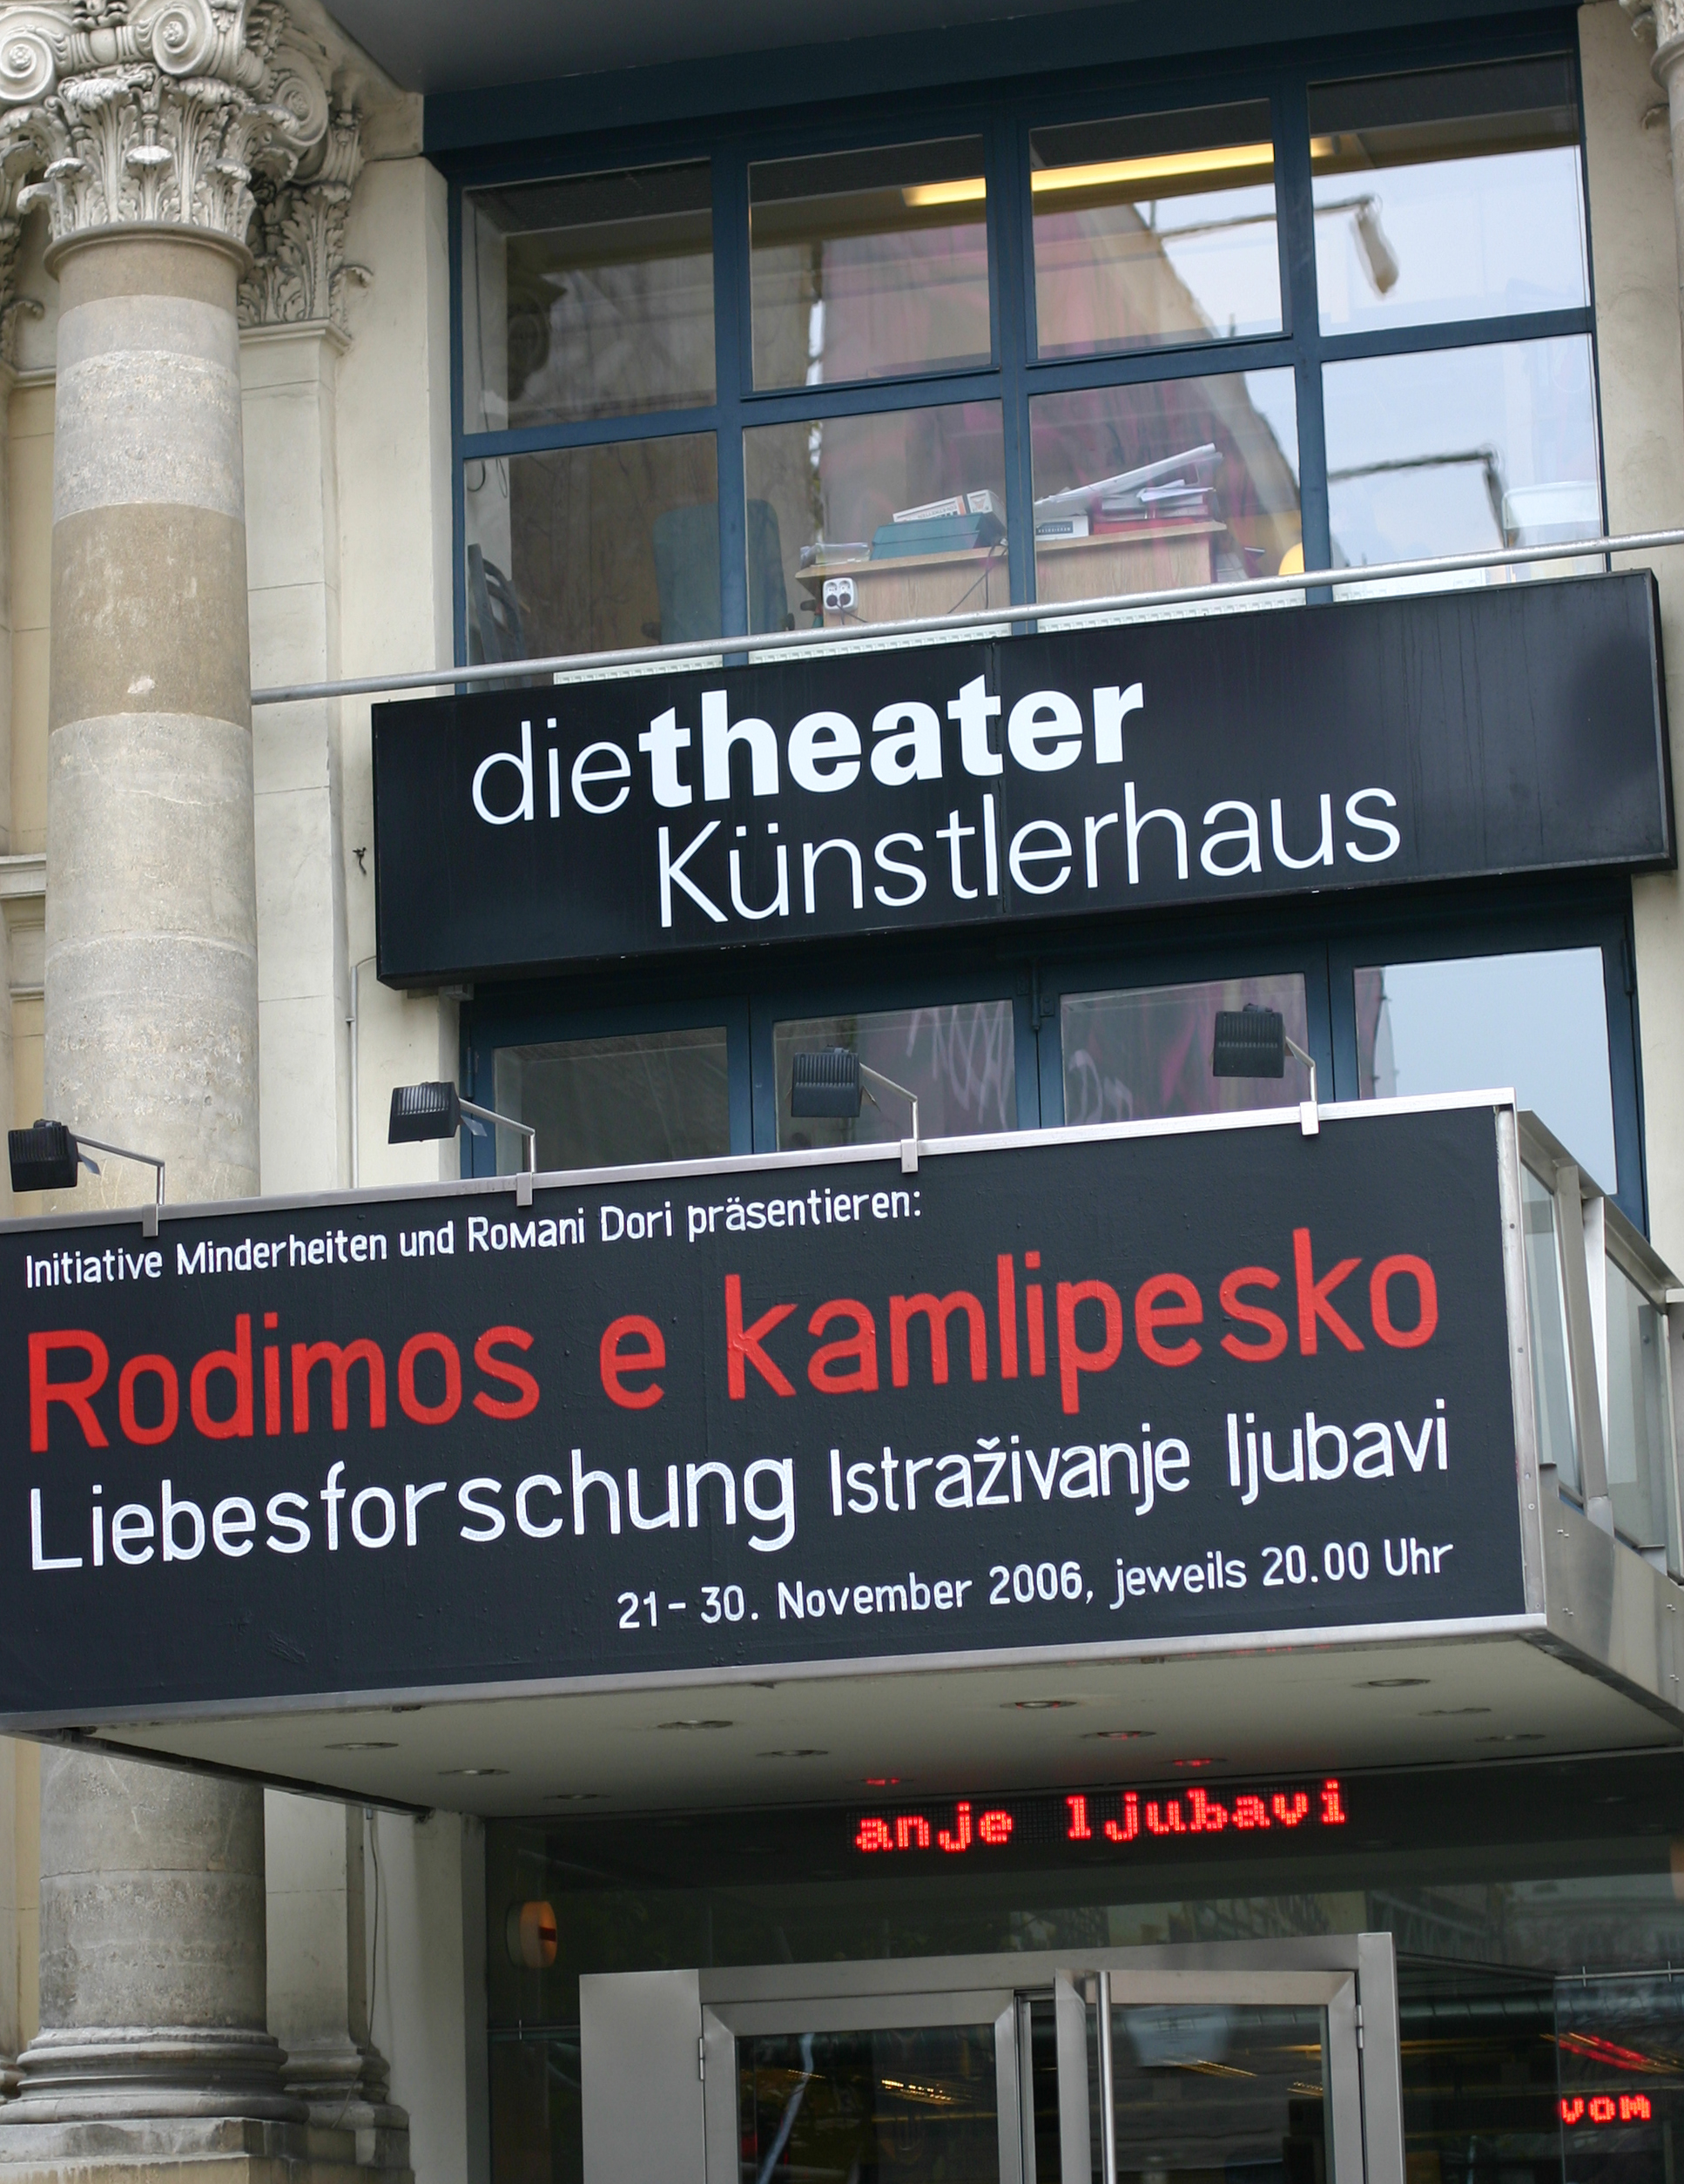 dietheater
Künstlerhaus
Initiative Minderheiten und Romani Dori präsentieren:
Rodimos e kamlipesko
Liebesforschung Istraživanje ljubavi
21- 30. November 2006, jeweils 20.00 Uhr
anje ljubavi
vom